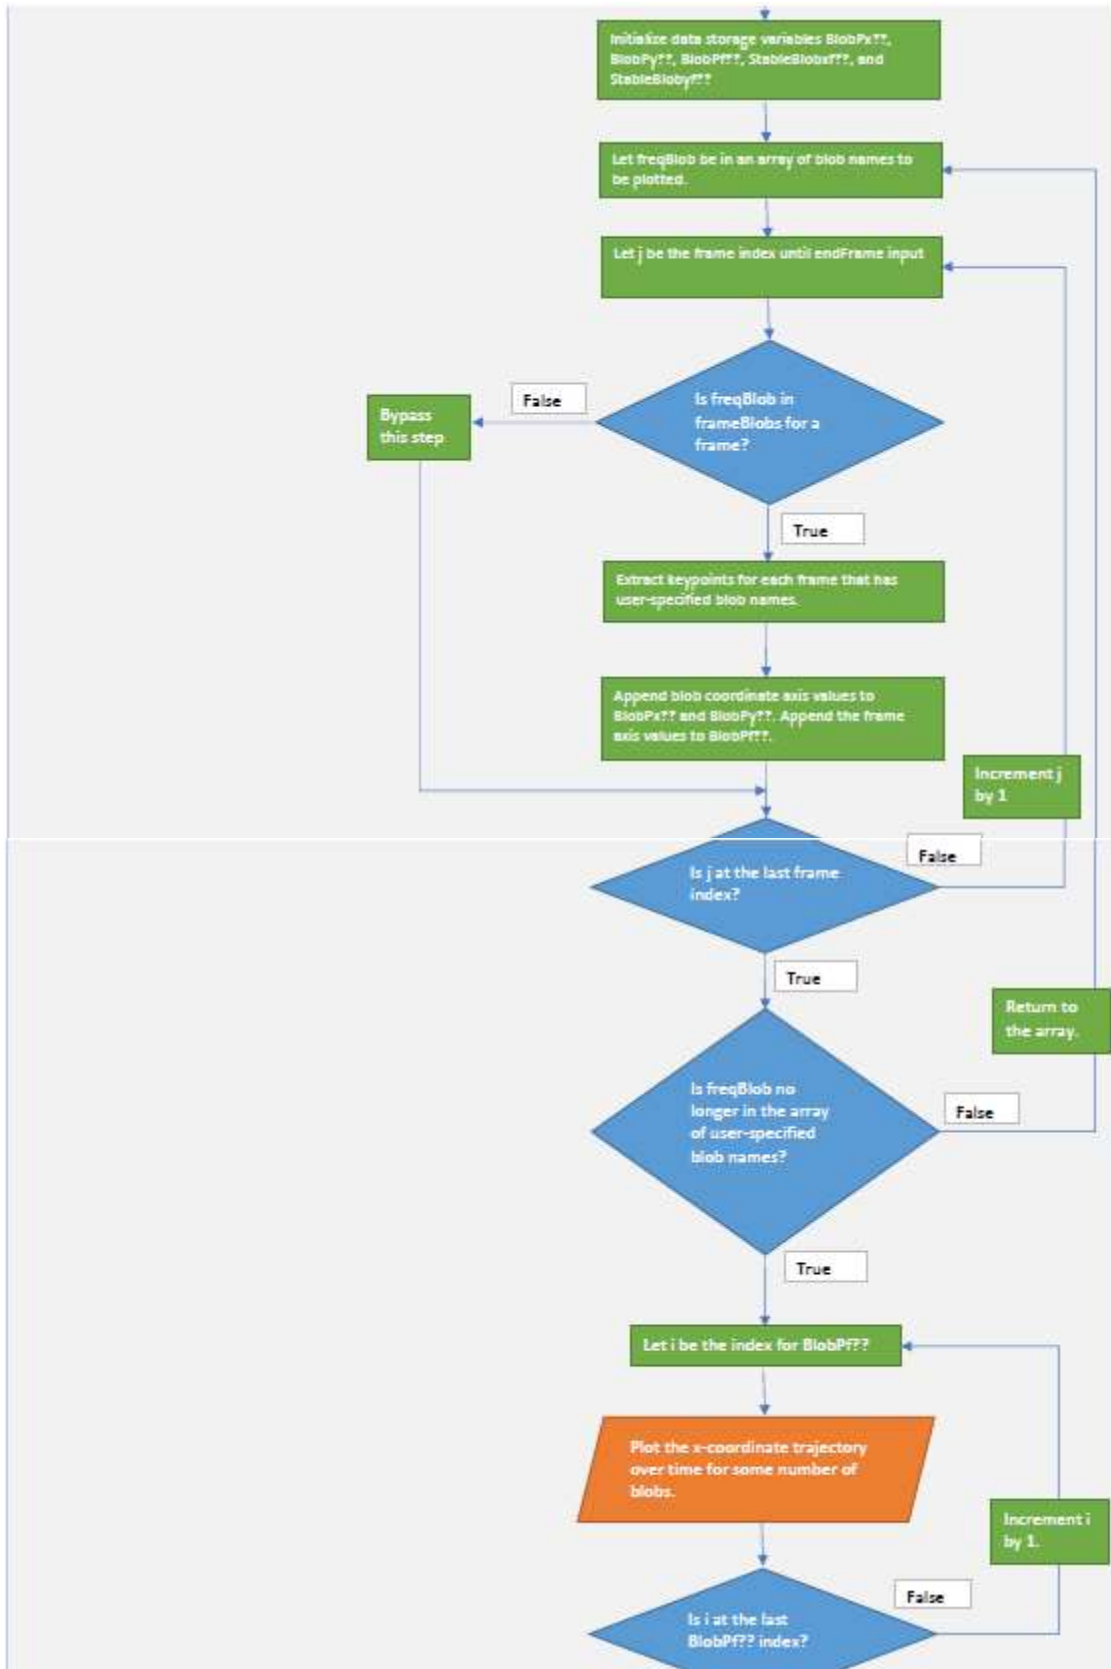 Initialize data storage variables BlobPx??,
BlobPy??, BlobPf??, StableBlobxf??, and
StableBlobyf??
Let freqBlob be in an array of blob names to
be plotted.
Let j be the frame index until endFrame input
Is freqBlob in
frameBlobs for a
frame?
False
Bypass
this step
True
Extract keypoints for each frame that has
user-specified blob names.
Append blob coordinate axis values to
BlobPx?? and BlobPy??. Append the frame
axis values to BlobPf??.
Increment j
by 1
Is j at the last frame
index?
False
True
Return to
the array.
Is freqBlob no
longer in the array
of user-specified
blob names?
False
True
Let i be the index for BlobPf??
Plot the x-coordinate trajectory
over time for some number of
blobs.
Increment i
by 1.
Is i at the last
BlobPf?? index?
False